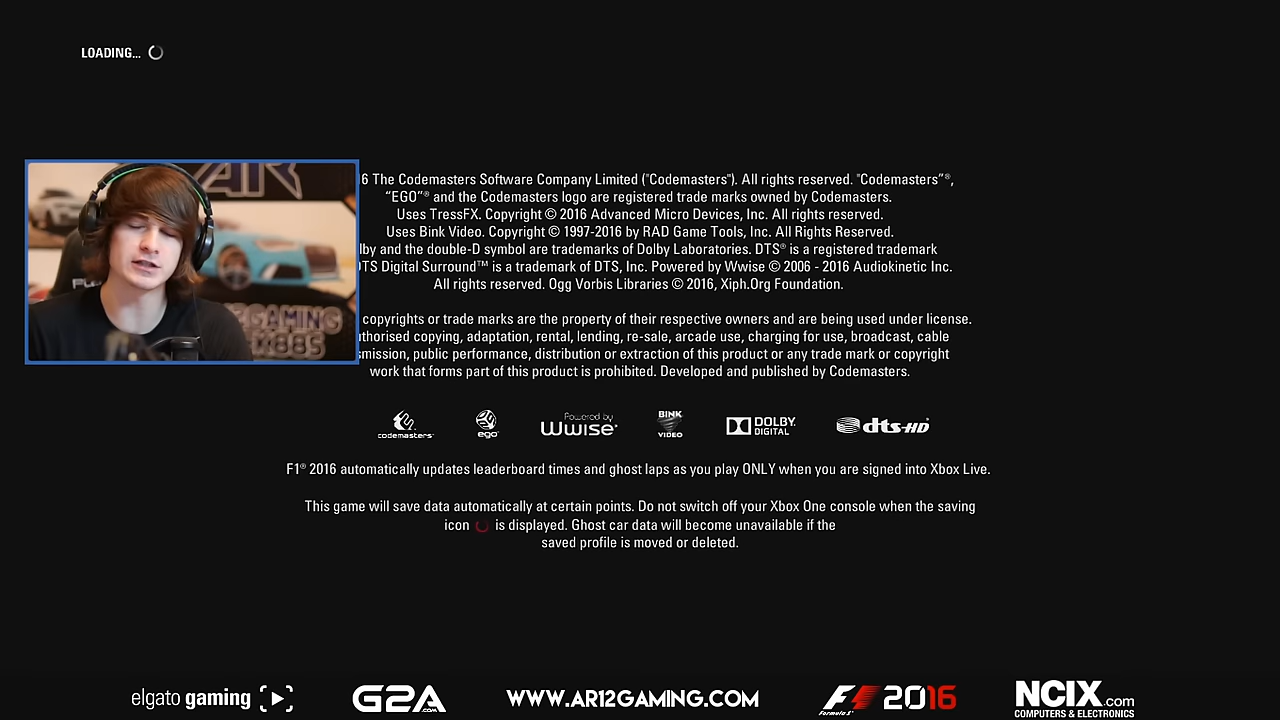 LOADING...
AR
6 The Codemasters Software Company Limited ("Codemasters"). All rights reserved. "Codemasters”®,
“EGO”® and the Codemasters logo are registered trade marks owned by Codemasters.
Uses TressFX. Copyright © 2016 Advanced Micro Devices, Inc. All rights reserved.
Uses Bink Video. Copyright © 1997-2016 by RAD Game Tools, Inc. All Rights Reserved.
lby and the double-D symbol are trademarks of Dolby Laboratories. DTS® is a registered trademark
DTS Digital Surround™ is a trademark of DTS, Inc. Powered by Wwise © 2006 - 2016 Audiokinetic Inc.
All rights reserved. Ogg Vorbis Libraries © 2016, Xiph.Org Foundation.
copyrights or trade marks are the property of their respective owners and are being used under license.
uthorised copying, adaptation, rental, lending, re-sale, arcade use, charging for use, broadcast, cable
smission, public performance, distribution or extraction of this product or any trade mark or copyright
work that forms part of this product is prohibited. Developed and published by Codemasters.
codemasters
ego
Powered by
Wwise
BINK
VIDEO
DOLBY
DIGITAL
dts-HD
F1® 2016 automatically updates leaderboard times and ghost laps as you play ONLY when you are signed into Xbox Live.
This game will save data automatically at certain points. Do not switch off your Xbox One console when the saving
icon is displayed. Ghost car data will become unavailable if the
saved profile is moved or deleted.
elgato gaming
G2A.COM
WWW.AR12GAMING.COM
F1 2016
Formula 1
NCIX.com
COMPUTERS & ELECTRONICS